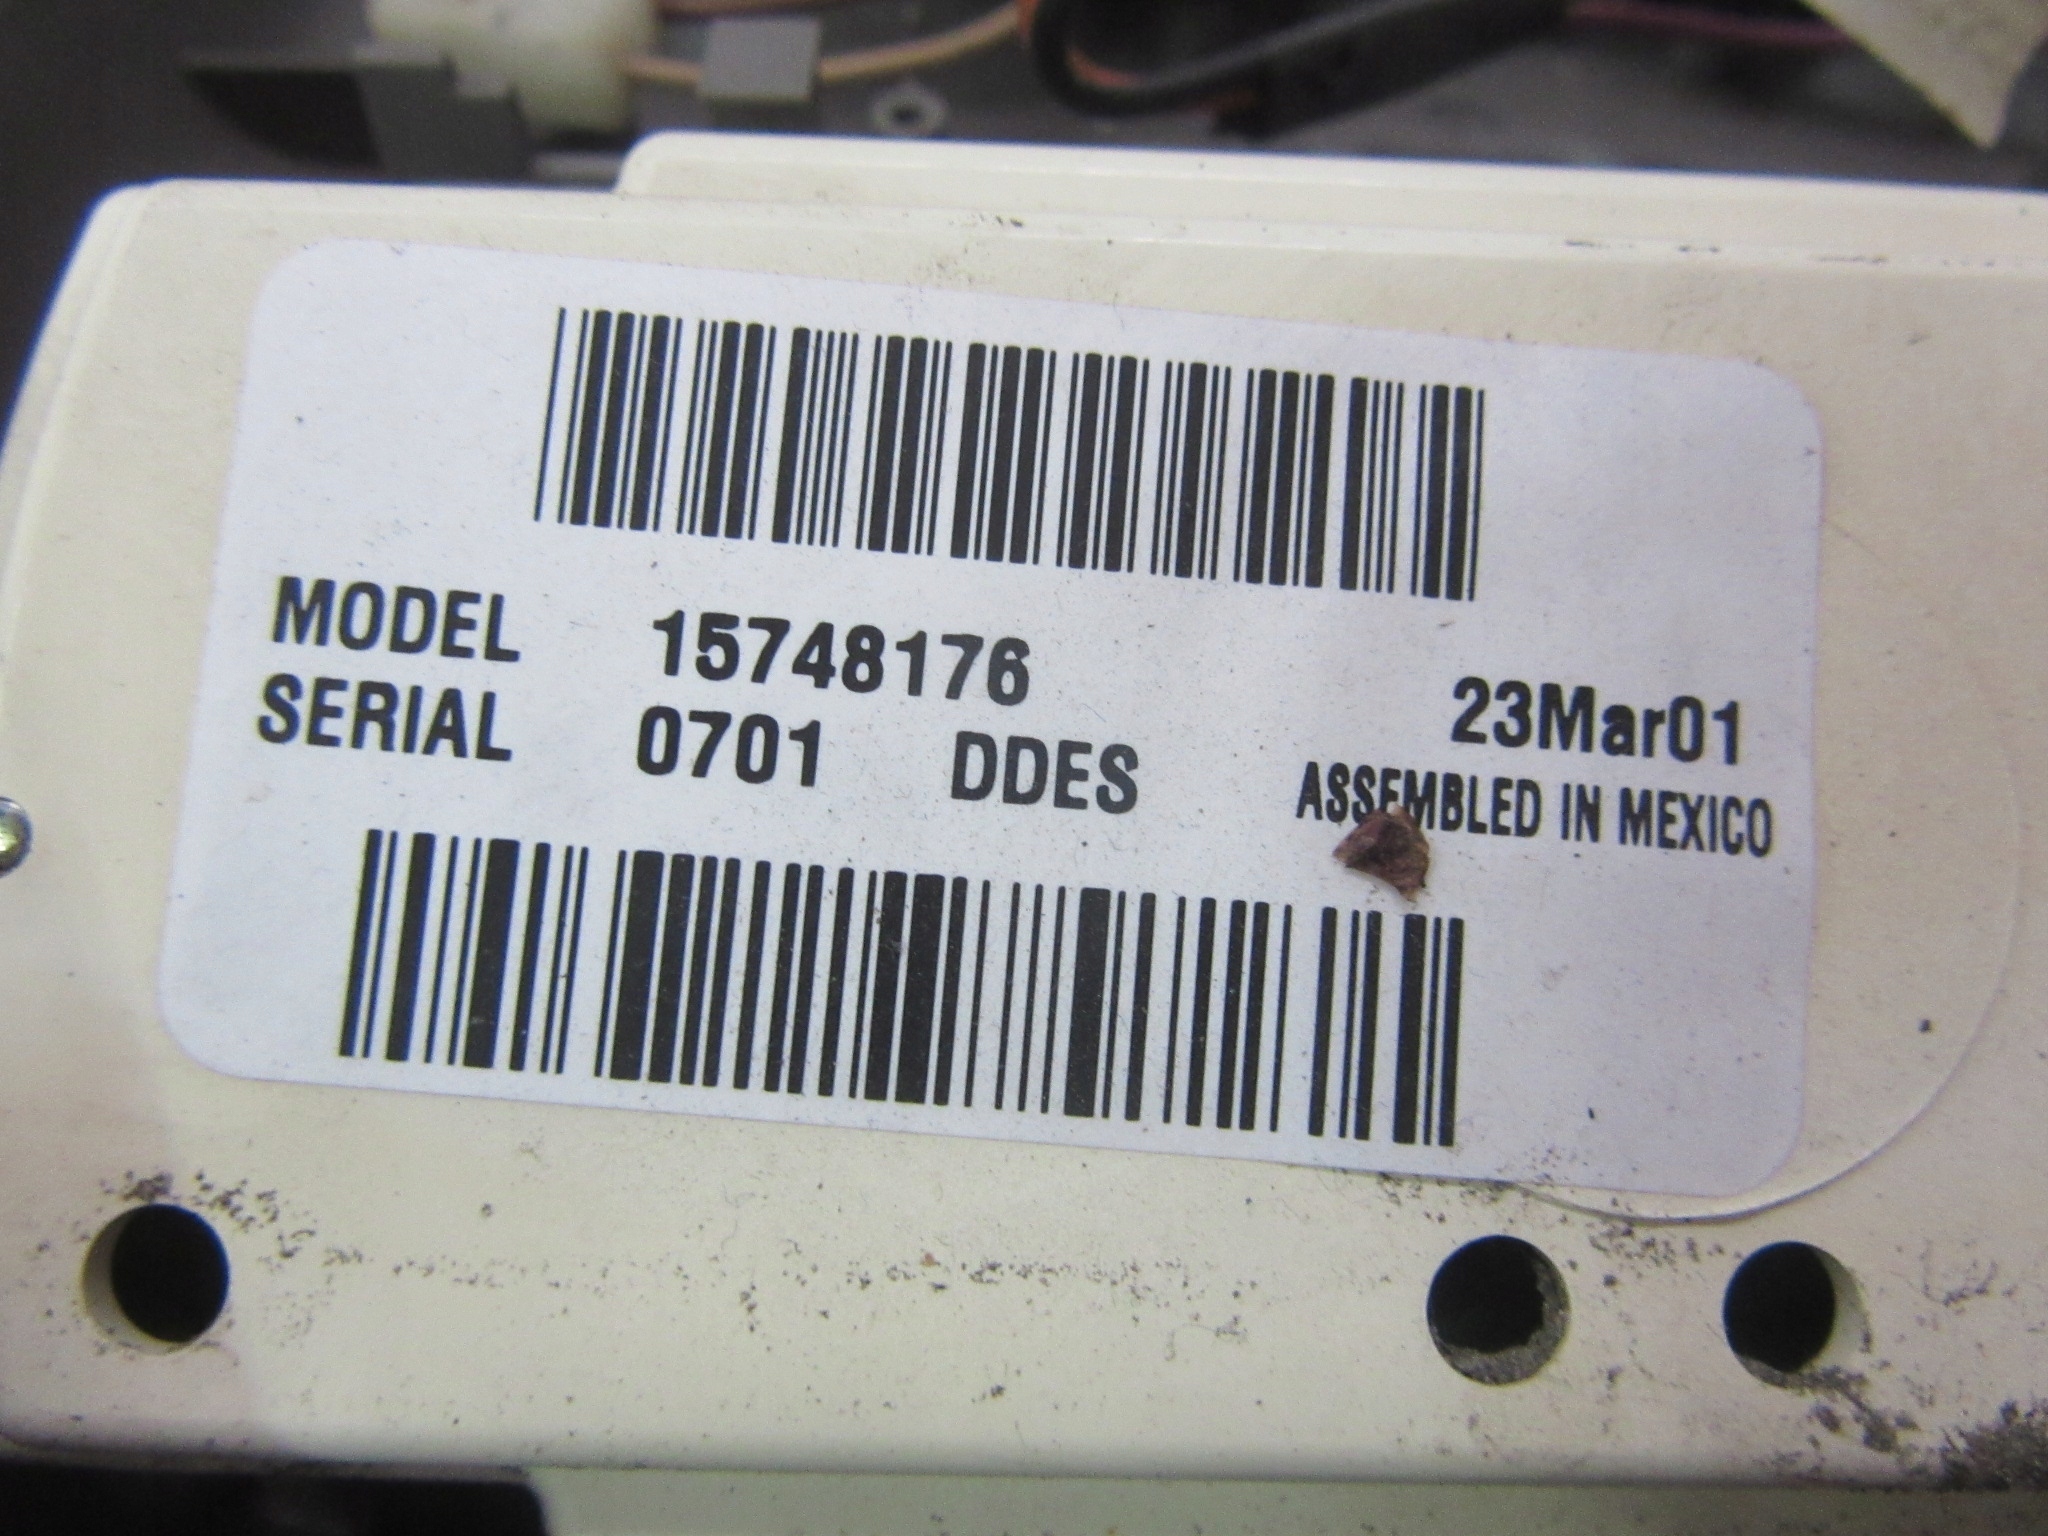 MODEL 15748176
SERIAL 0701 DDES
23Mar01
ASSEMBLED IN MEXICO